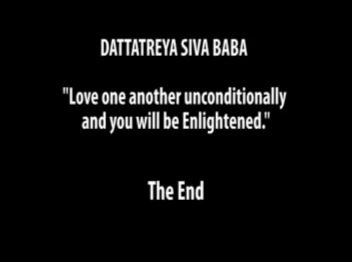 DATTATREYA SIVA BABA
"Love one another unconditionally
and you will be Enlightened."
The End